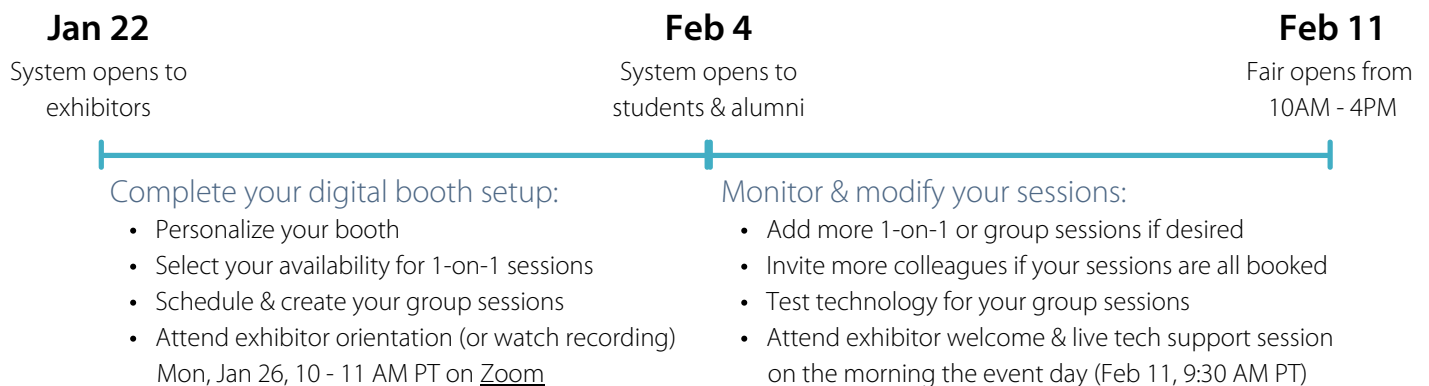 Jan 22
System opens to
exhibitors
Feb 4
System opens to
students & alumni
Feb 11
Fair opens from
10AM - 4PM
Complete your digital booth setup:
• Personalize your booth
• Select your availability for 1-on-1 sessions
• Schedule & create your group sessions
• Attend exhibitor orientation (or watch recording)
Mon, Jan 26, 10 - 11 AM PT on Zoom
Monitor & modify your sessions:
• Add more 1-on-1 or group sessions if desired
• Invite more colleagues if your sessions are all booked
• Test technology for your group sessions
• Attend exhibitor welcome & live tech support session
on the morning the event day (Feb 11, 9:30 AM PT)